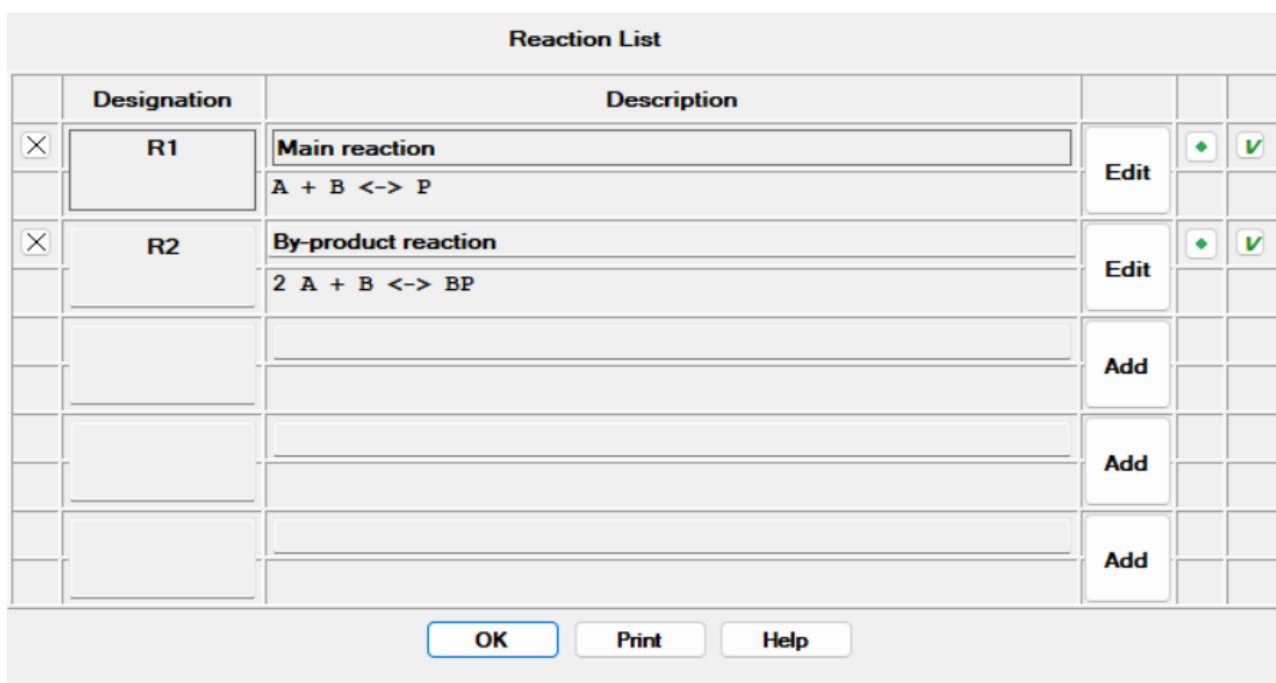 Reaction List
Designation Description
R1 Main reaction Edit V
A + B <-> P
R2 By-product reaction Edit V
2 A + B <-> BP
Add
Add
Add
OK Print Help